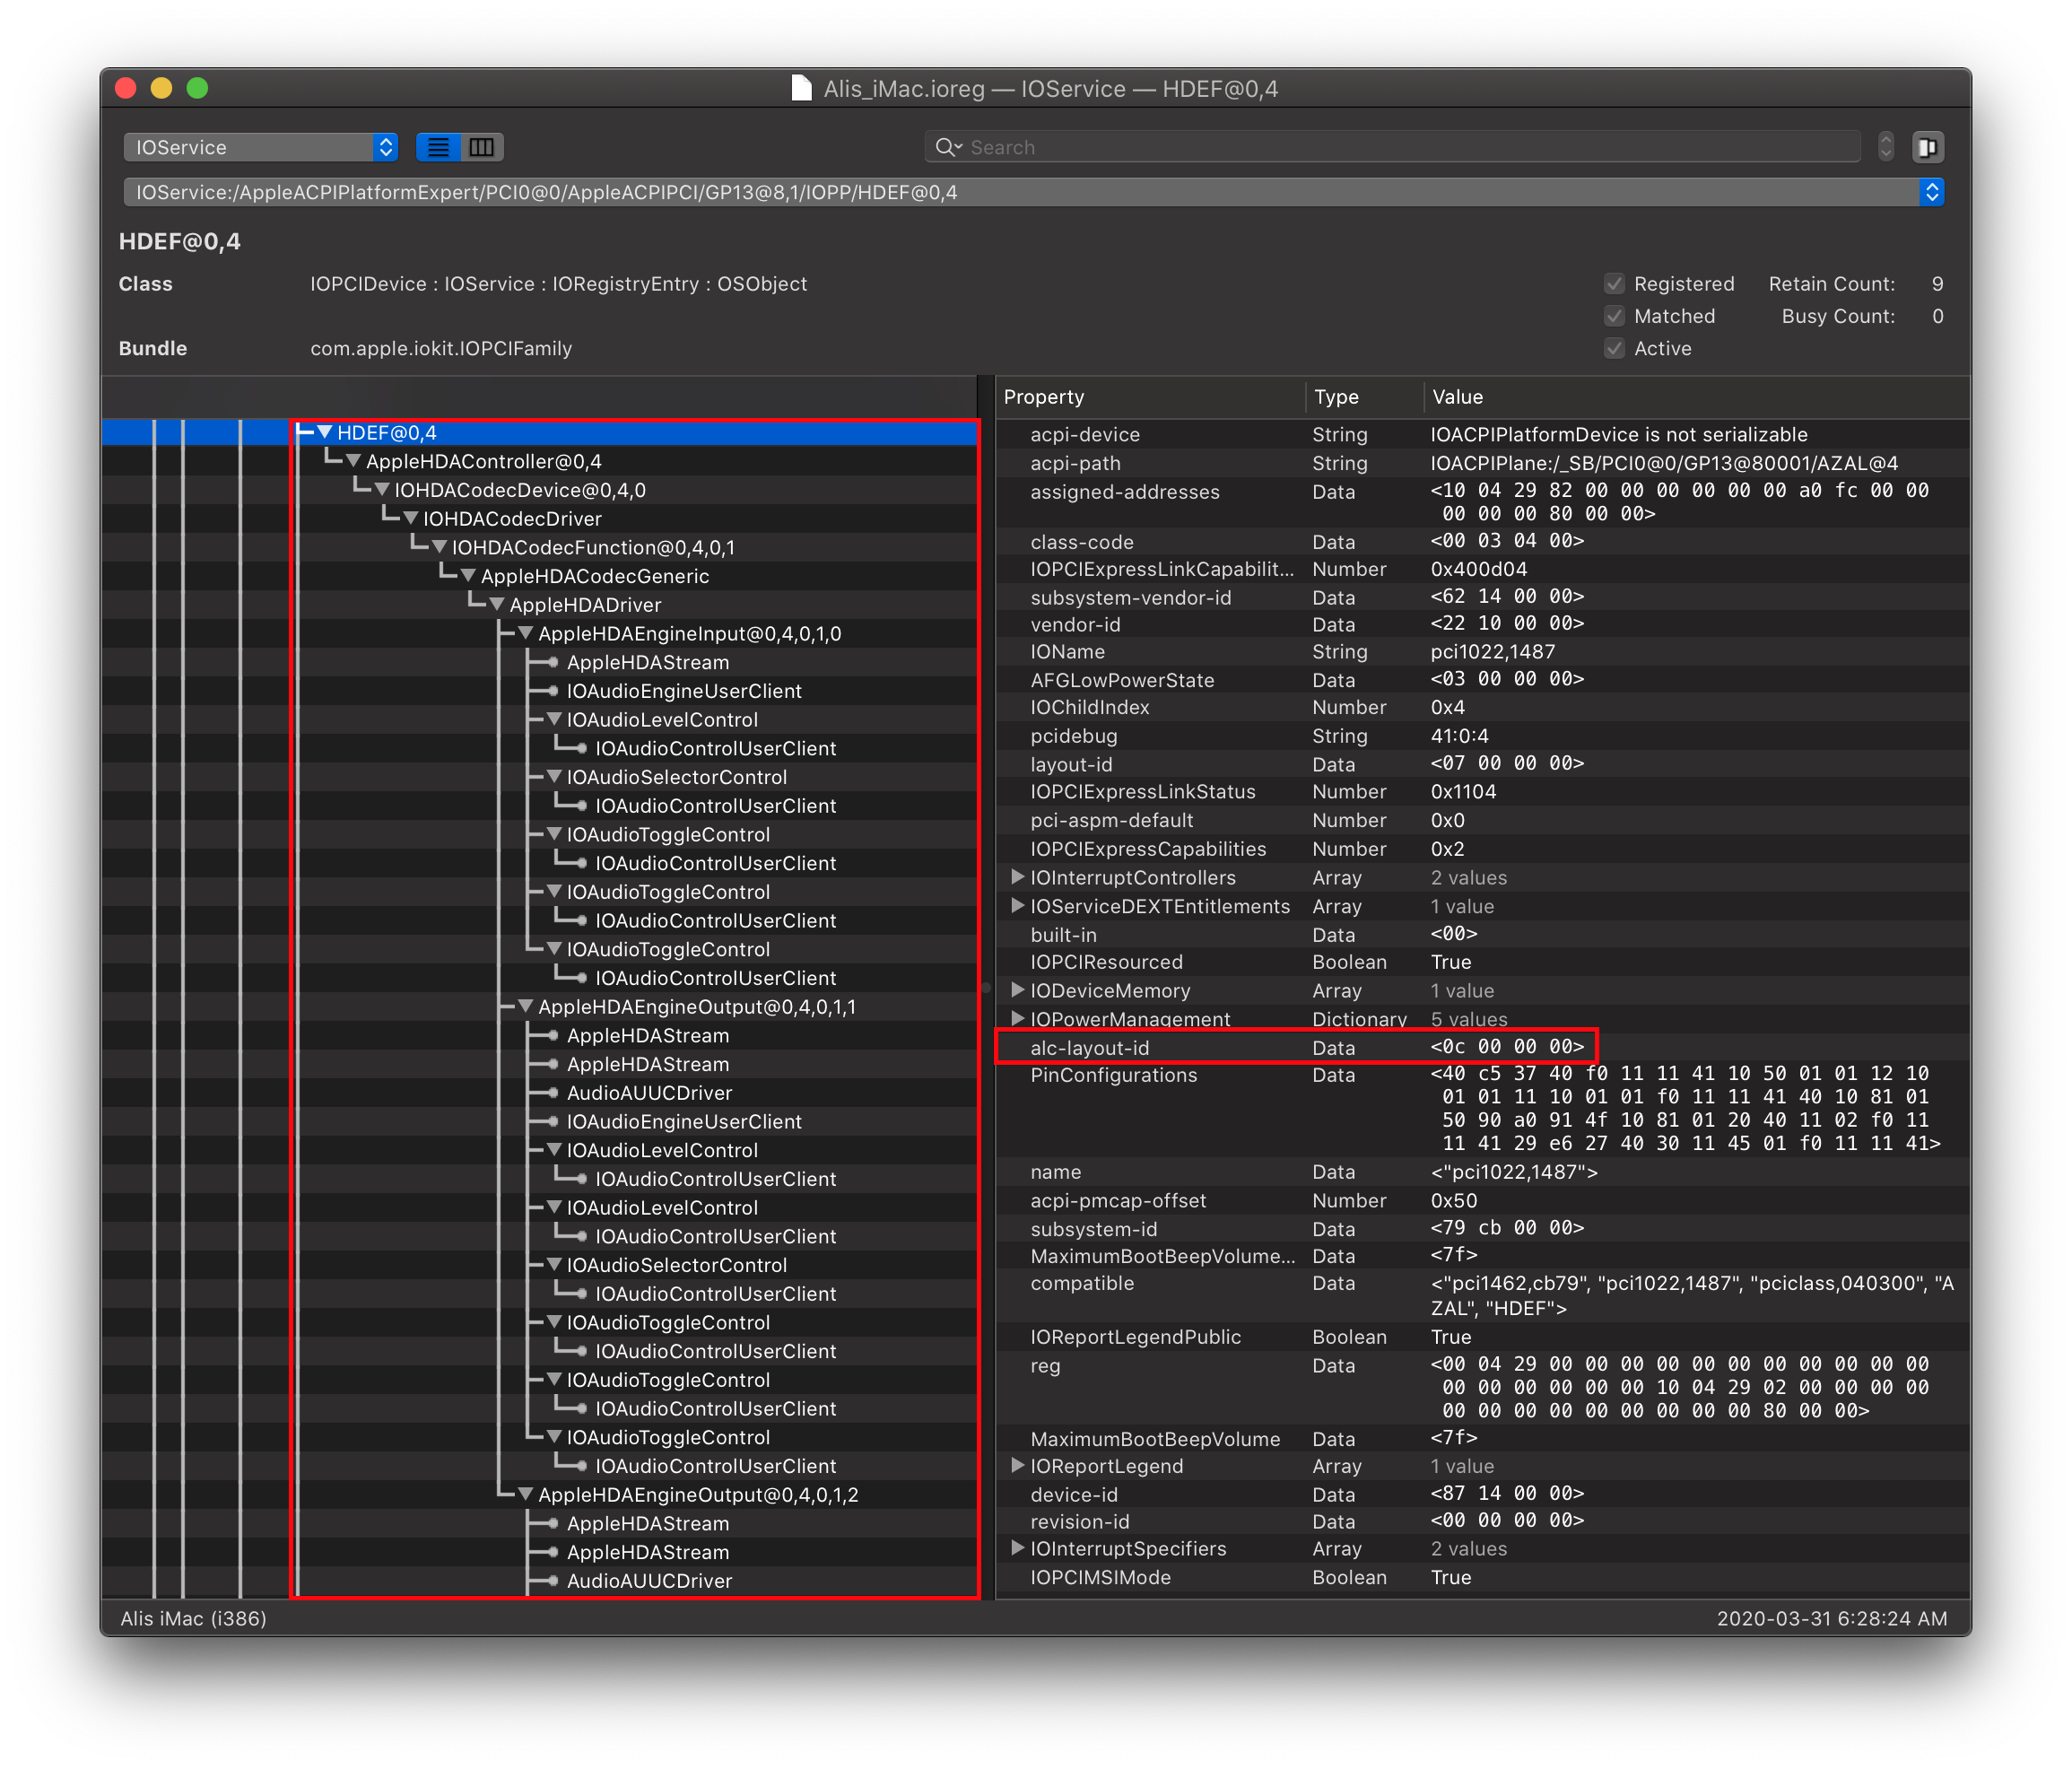 Alis_iMac.ioreg — IOService — HDEF@0,4
IOService
Search
IOService:/AppleACPIPlatformExpert/PCI0@0/AppleACPIPCI/GP13@8,1/IOPP/HDEF@0,4
HDEF@0,4
Class IOPCIDevice : IOService : IORegistryEntry : OSObject
Registered Retain Count: 9
Matched Busy Count: 0
Bundle com.apple.iokit.IOPCIFamily
Active
HDEF@0,4
AppleHDAController@0,4
IOHDACodecDevice@0,4,0
IOHDACodecDriver
IOHDACodecFunction@0,4,0,1
AppleHDACodecGeneric
AppleHDADriver
AppleHDAEngineInput@0,4,0,1,0
AppleHDAStream
IOAudioEngineUserClient
IOAudioLevelControl
IOAudioControlUserClient
IOAudioSelectorControl
IOAudioControlUserClient
IOAudioToggleControl
IOAudioControlUserClient
IOAudioToggleControl
IOAudioControlUserClient
IOAudioToggleControl
IOAudioControlUserClient
AppleHDAEngineOutput@0,4,0,1,1
AppleHDAStream
AppleHDAStream
AudioAUUCDriver
IOAudioEngineUserClient
IOAudioLevelControl
IOAudioControlUserClient
IOAudioLevelControl
IOAudioControlUserClient
IOAudioSelectorControl
IOAudioControlUserClient
IOAudioToggleControl
IOAudioControlUserClient
IOAudioToggleControl
IOAudioControlUserClient
IOAudioToggleControl
IOAudioControlUserClient
AppleHDAEngineOutput@0,4,0,1,2
AppleHDAStream
AppleHDAStream
AudioAUUCDriver
Property Type Value
acpi-device String IOACPIPlatformDevice is not serializable
acpi-path String IOACPIPlane:/_SB/PCI0@0/GP13@80001/AZAL@4
assigned-addresses Data <10 04 29 82 00 00 00 00 00 00 a0 fc 00 00
00 00 00 80 00 00>
class-code Data <00 03 04 00>
IOPCIExpressLinkCapabilit... Number 0x400d04
subsystem-vendor-id Data <62 14 00 00>
vendor-id Data <22 10 00 00>
IOName String pci1022,1487
AFGLowPowerState Data <03 00 00 00>
IOChildIndex Number 0x4
pcidebug String 41:0:4
layout-id Data <07 00 00 00>
IOPCIExpressLinkStatus Number 0x1104
pci-aspm-default Number 0x0
IOPCIExpressCapabilities Number 0x2
IOInterruptControllers Array 2 values
IOServiceDEXTEntitlements Array 1 value
built-in Data <00>
IOPCIResourced Boolean True
IODeviceMemory Array 1 value
IOPowerManagement Dictionary 5 values
alc-layout-id Data <0c 00 00 00>
PinConfigurations Data <40 c5 37 40 f0 11 11 41 10 50 01 01 12 10
01 01 11 10 01 01 f0 11 11 41 40 10 81 01
50 90 a0 91 4f 10 81 01 20 40 11 02 f0 11
11 41 29 e6 27 40 30 11 45 01 f0 11 11 41>
name Data <"pci1022,1487">
acpi-pmcap-offset Number 0x50
subsystem-id Data <79 cb 00 00>
MaximumBootBeepVolume... Data <7f>
compatible Data <"pci1462,cb79", "pci1022,1487", "pciclass,040300", "A
ZAL", "HDEF">
IOReportLegendPublic Boolean True
reg Data <00 04 29 00 00 00 00 00 00 00 00 00 00 00
00 00 00 00 00 00 10 04 29 02 00 00 00 00
00 00 00 00 00 00 00 00 00 80 00 00>
MaximumBootBeepVolume Data <7f>
IOReportLegend Array 1 value
device-id Data <87 14 00 00>
revision-id Data <00 00 00 00>
IOInterruptSpecifiers Array 2 values
IOPCIMSIMode Boolean True
Alis iMac (i386)
2020-03-31 6:28:24 AM